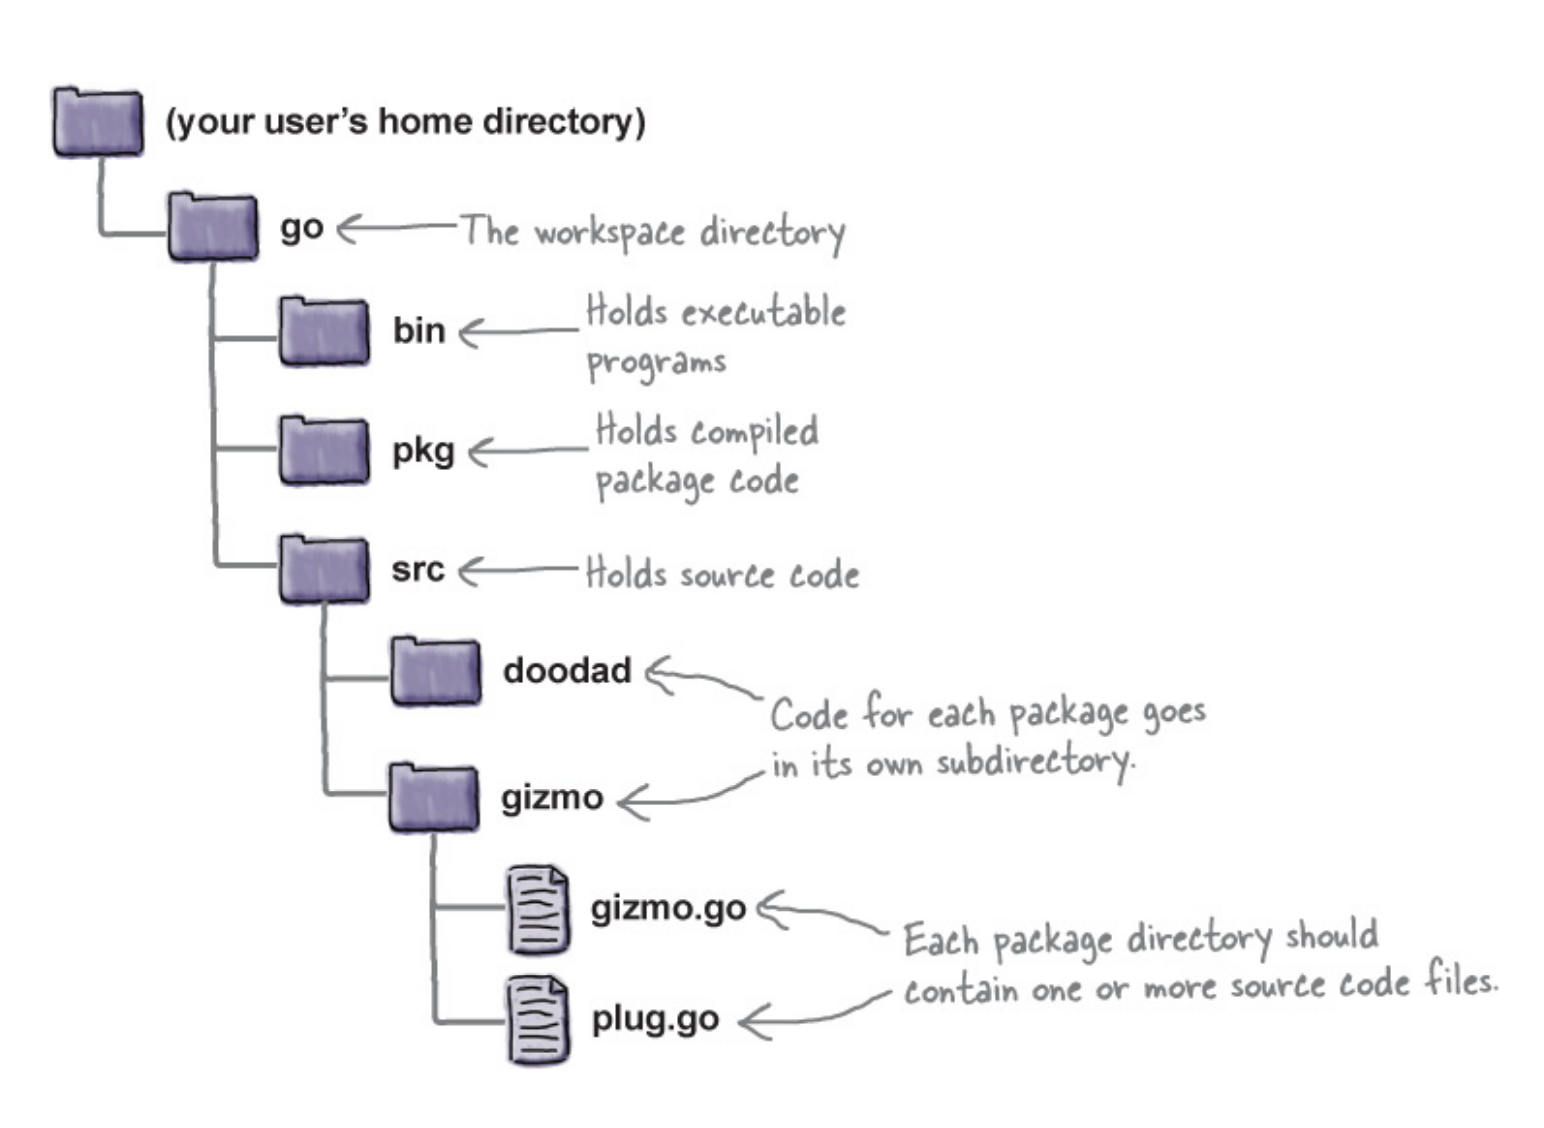 (your user's home directory)
go
The workspace directory
bin
Holds executable
programs
pkg
Holds compiled
package code
src
Holds source code
doodad
Code for each package goes
in its own subdirectory.
gizmo
gizmo.go
Each package directory should
contain one or more source code files.
plug.go